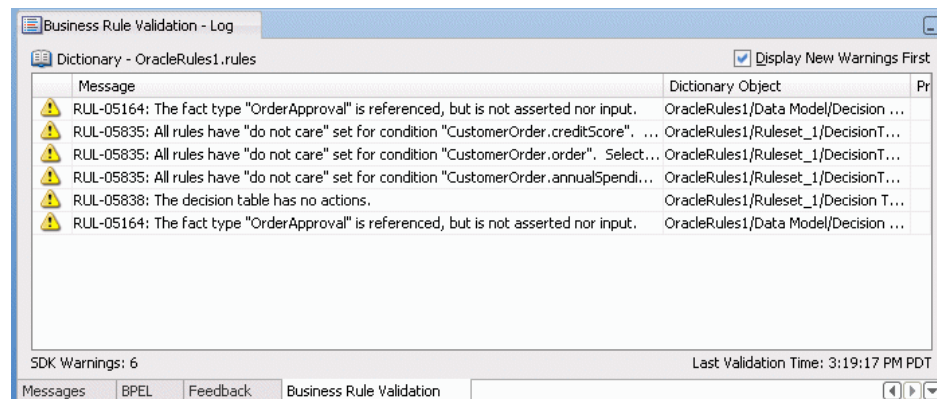 Business Rule Validation - Log
Dictionary - OracleRules1.rules Display New Warnings First
Message Dictionary Object Pr
RUL-05164: The fact type "OrderApproval" is referenced, but is not asserted nor input. OracleRules1/Data Model/Decision ...
RUL-05835: All rules have "do not care" set for condition "CustomerOrder.creditScore". ... OracleRules1/Ruleset_1/DecisionT...
RUL-05835: All rules have "do not care" set for condition "CustomerOrder.order". Select... OracleRules1/Ruleset_1/DecisionT...
RUL-05835: All rules have "do not care" set for condition "CustomerOrder.annualSpendi... OracleRules1/Ruleset_1/DecisionT...
RUL-05838: The decision table has no actions. OracleRules1/Ruleset_1/Decision T...
RUL-05164: The fact type "OrderApproval" is referenced, but is not asserted nor input. OracleRules1/Data Model/Decision ...
SDK Warnings: 6 Last Validation Time: 3:19:17 PM PDT
Messages BPEL Feedback Business Rule Validation